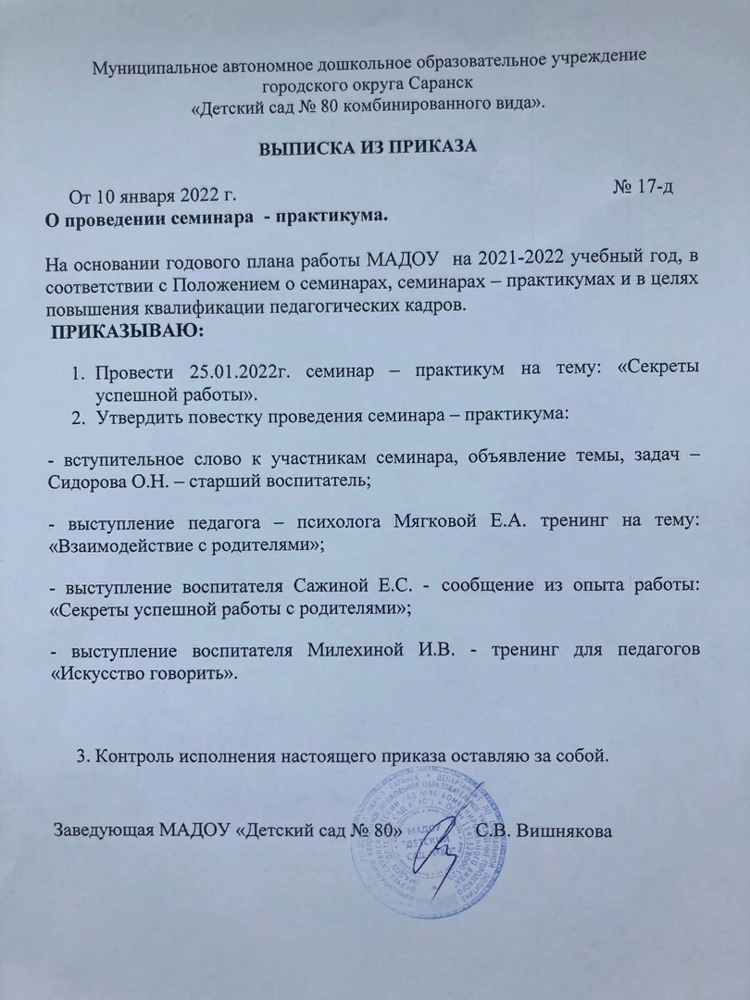 Муниципальное автономное дошкольное образовательное учреждение
городского округа Саранск
«Детский сад № 80 комбинированного вида».
ВЫПИСКА ИЗ ПРИКАЗА
От 10 января 2022 г. № 17-д
О проведении семинара - практикума.
На основании годового плана работы МАДОУ на 2021-2022 учебный год, в
соответствии с Положением о семинарах, семинарах – практикумах и в целях
повышения квалификации педагогических кадров.
ПРИКАЗЫВАЮ:
1. Провести 25.01.2022г. семинар – практикум на тему: «Секреты
успешной работы».
2. Утвердить повестку проведения семинара – практикума:
- вступительное слово к участникам семинара, объявление темы, задач –
Сидорова О.Н. – старший воспитатель;
- выступление педагога – психолога Мягковой Е.А. тренинг на тему:
«Взаимодействие с родителями»;
- выступление воспитателя Сажиной Е.С. - сообщение из опыта работы:
«Секреты успешной работы с родителями»;
- выступление воспитателя Милехиной И.В. - тренинг для педагогов
«Искусство говорить».
3. Контроль исполнения настоящего приказа оставляю за собой.
Заведующая МАДОУ «Детский сад № 80» С.В. Вишнякова
МАДОУ
"ДЕТСКИЙ
САД №80"